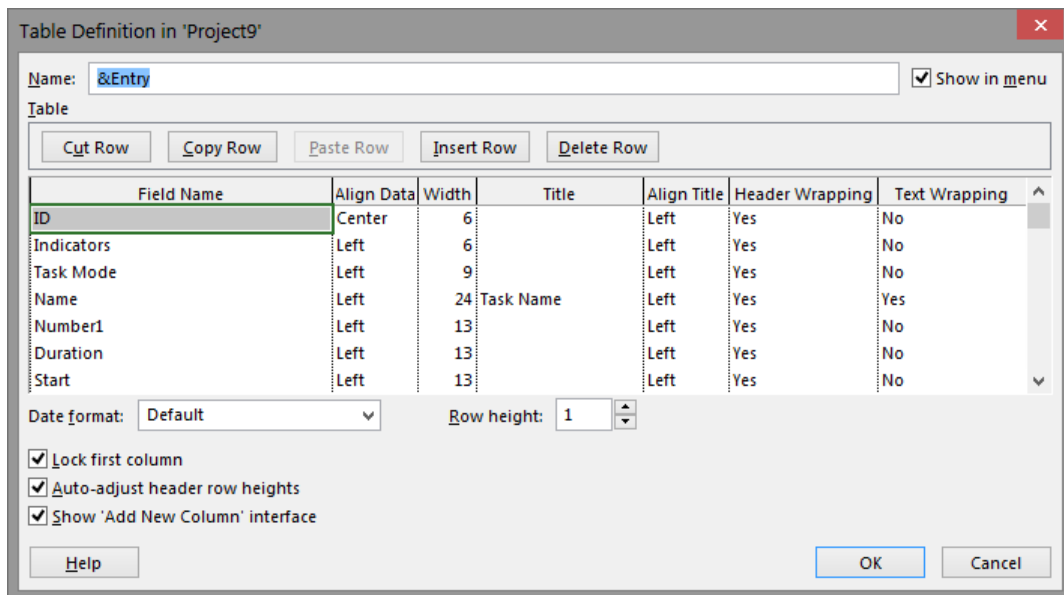 Table Definition in 'Project9'
Name: &Entry Show in menu
Table
Cut Row Copy Row Paste Row Insert Row Delete Row
Field Name Align Data Width Title Align Title Header Wrapping Text Wrapping
ID Center 6 Left Yes No
Indicators Left 6 Left Yes No
Task Mode Left 9 Left Yes No
Name Left 24 Task Name Left Yes Yes
Number1 Left 13 Left Yes No
Duration Left 13 Left Yes No
Start Left 13 Left Yes No
Date format: Default Row height: 1
Lock first column
Auto-adjust header row heights
Show 'Add New Column' interface
Help OK Cancel